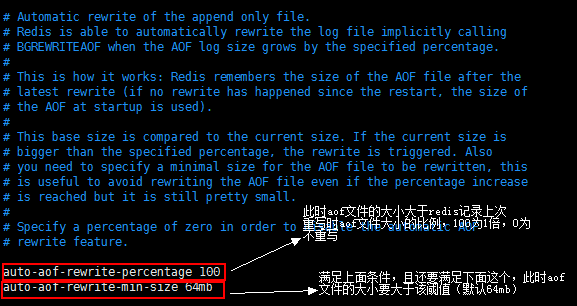 # Automatic rewrite of the append only file.
# Redis is able to automatically rewrite the log file implicitly calling
# BGREWRITEAOF when the AOF log size grows by the specified percentage.
#
# This is how it works: Redis remembers the size of the AOF file after the
# latest rewrite (if no rewrite has happened since the restart, the size of
# the AOF at startup is used).
#
# This base size is compared to the current size. If the current size is
# bigger than the specified percentage, the rewrite is triggered. Also
# you need to specify a minimal size for the AOF file to be rewritten, this
# is useful to avoid rewriting the AOF file even if the percentage increase
# is reached but it is still pretty small.
#
# Specify a percentage of zero in order to
# rewrite feature.
此时aof文件的大小大于redis记录上次
重写时aof文件大小的比例，100为1倍，0为
不重写
auto-aof-rewrite-percentage 100
auto-aof-rewrite-min-size 64mb
满足上面条件，且还要满足下面这个，此时aof
文件的大小要大于该阈值（默认64mb）